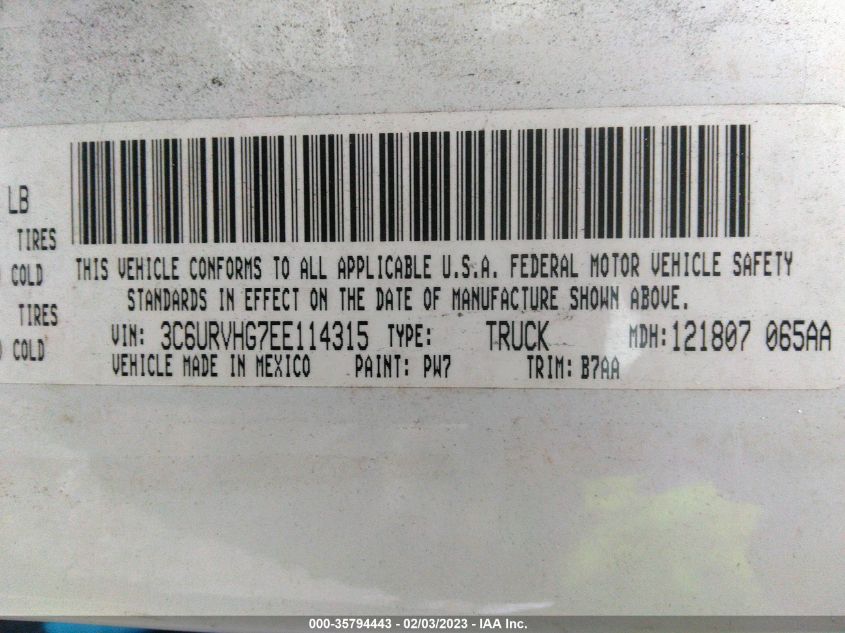 LB
TIRES
COLD
TIRES
COLD
THIS VEHICLE CONFORMS TO ALL APPLICABLE U.S.A. FEDERAL MOTOR VEHICLE SAFETY
STANDARDS IN EFFECT ON THE DATE OF MANUFACTURE SHOWN ABOVE.
VIN: 3C6URVHG7EE114315 TYPE: TRUCK MDH:121807 065AA
VEHICLE MADE IN MEXICO PAINT: PW7 TRIM: B7AA
000-35794443 - 02/03/2023 - IAA Inc.